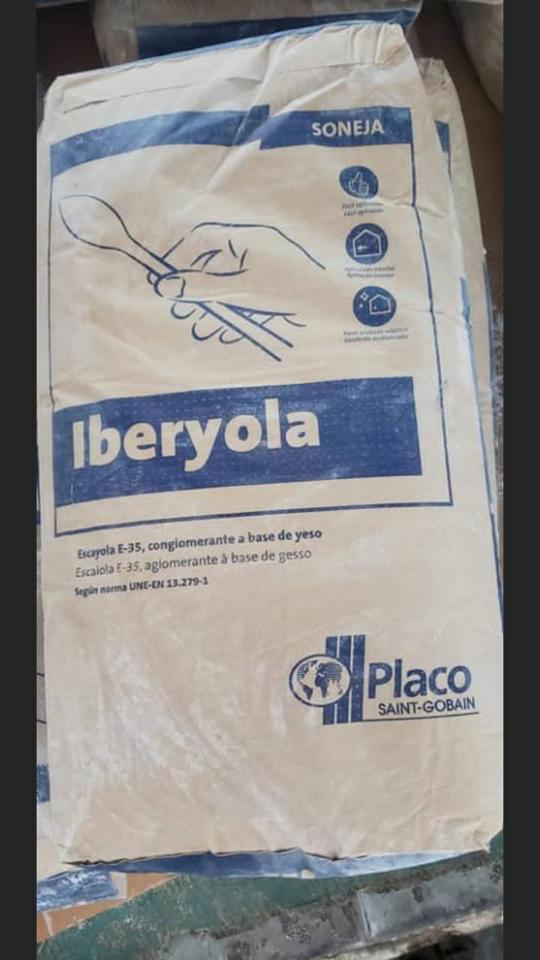 SONEJA
Iberyola
Escayola E-35, conglomerante a base de yeso
Escaiola E-35, aglomerante à base de gesso
Según norma UNE-EN 13.279-1
Placo
SAINT-GOBAIN